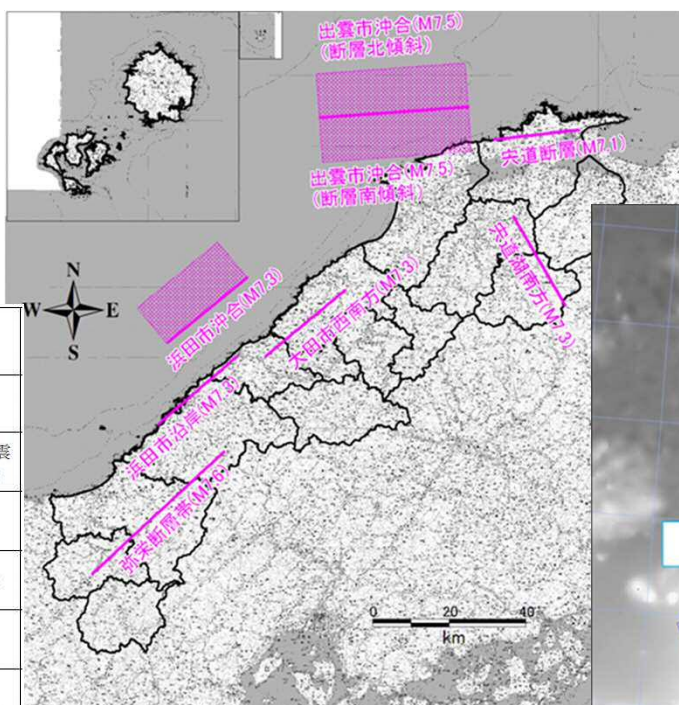 出雲市沖合(M7.5)
(断層北傾斜)
宍道断層(M7.1)
出雲市沖合(M7.5)
(断層南傾斜)
宍道湖南方(M7.3)
N
W
E
S
浜田市沖合(M7.3)
大田市西南方(M7.3)
浜田市沿岸(M7.3)
震
弥栄断層帯(M7.6)
0 20 40
km